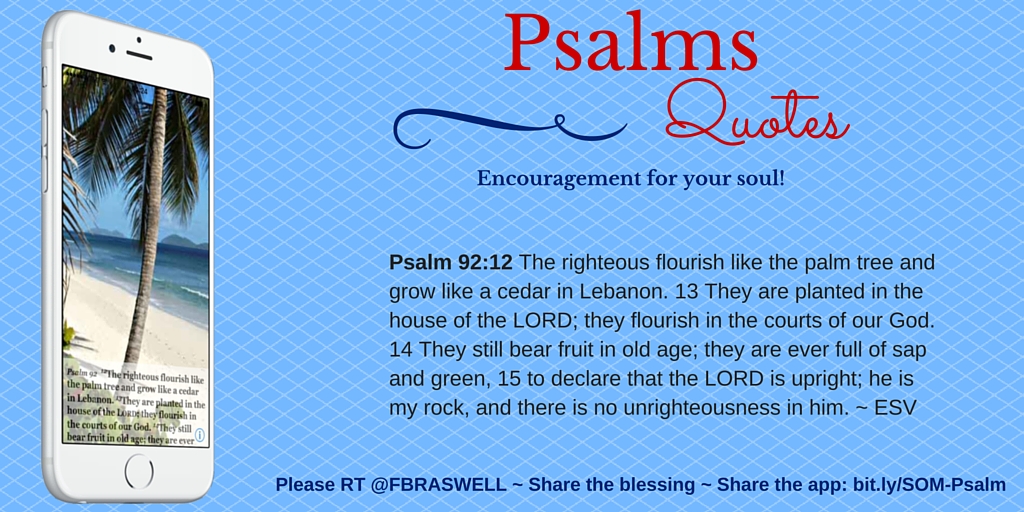 Psalms
Quotes
Encouragement for your soul!
Psalm 92:12 The righteous flourish like the palm tree and
grow like a cedar in Lebanon. 13 They are planted in the
house of the LORD; they flourish in the courts of our God.
14 They still bear fruit in old age; they are ever full of sap
and green, 15 to declare that the LORD is upright; he is
my rock, and there is no unrighteousness in him. ~ ESV
Psalm 92 ¹²The righteous flourish like
the palm tree and grow like a cedar
in Lebanon. ¹³They are planted in the
house of the LORD; they flourish in
the courts of our God. ¹⁴They still
bear fruit in old age; they are ever
Please RT @FBRASWELL ~ Share the blessing ~ Share the app: bit.ly/SOM-Psalm